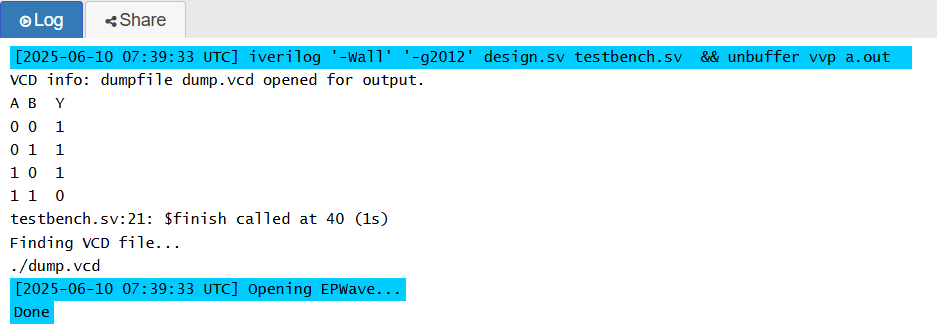 Log Share
[2025-06-10 07:39:33 UTC] iverilog '-Wall' '-g2012' design.sv testbench.sv  && unbuffer vvp a.out
VCD info: dumpfile dump.vcd opened for output.
A B  Y
0 0  1
0 1  1
1 0  1
1 1  0
testbench.sv:21: $finish called at 40 (1s)
Finding VCD file...
./dump.vcd
[2025-06-10 07:39:33 UTC] Opening EPWave...
Done